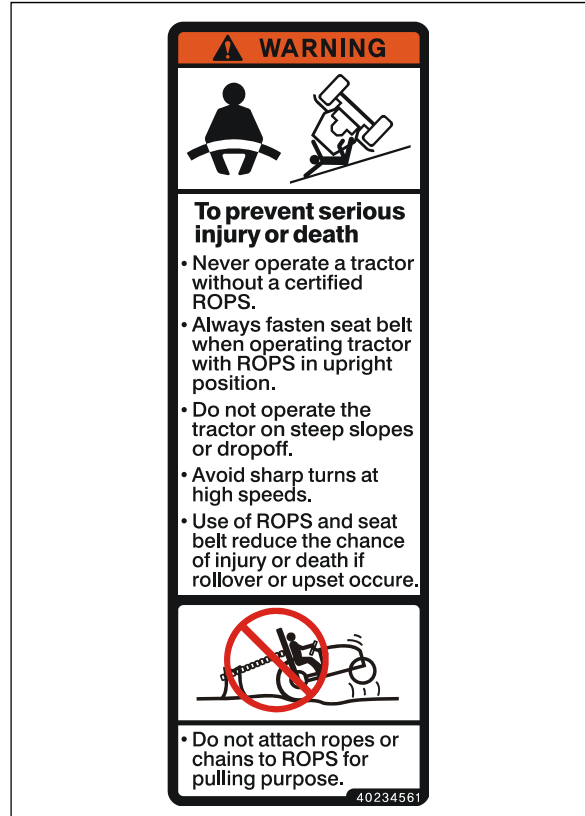 WARNING
To prevent serious
injury or death
• Never operate a tractor
without a certified
ROPS.
• Always fasten seat belt
when operating tractor
with ROPS in upright
position.
• Do not operate the
tractor on steep slopes
or dropoff.
• Avoid sharp turns at
high speeds.
• Use of ROPS and seat
belt reduce the chance
of injury or death if
rollover or upset occure.
• Do not attach ropes or
chains to ROPS for
pulling purpose.
40234561